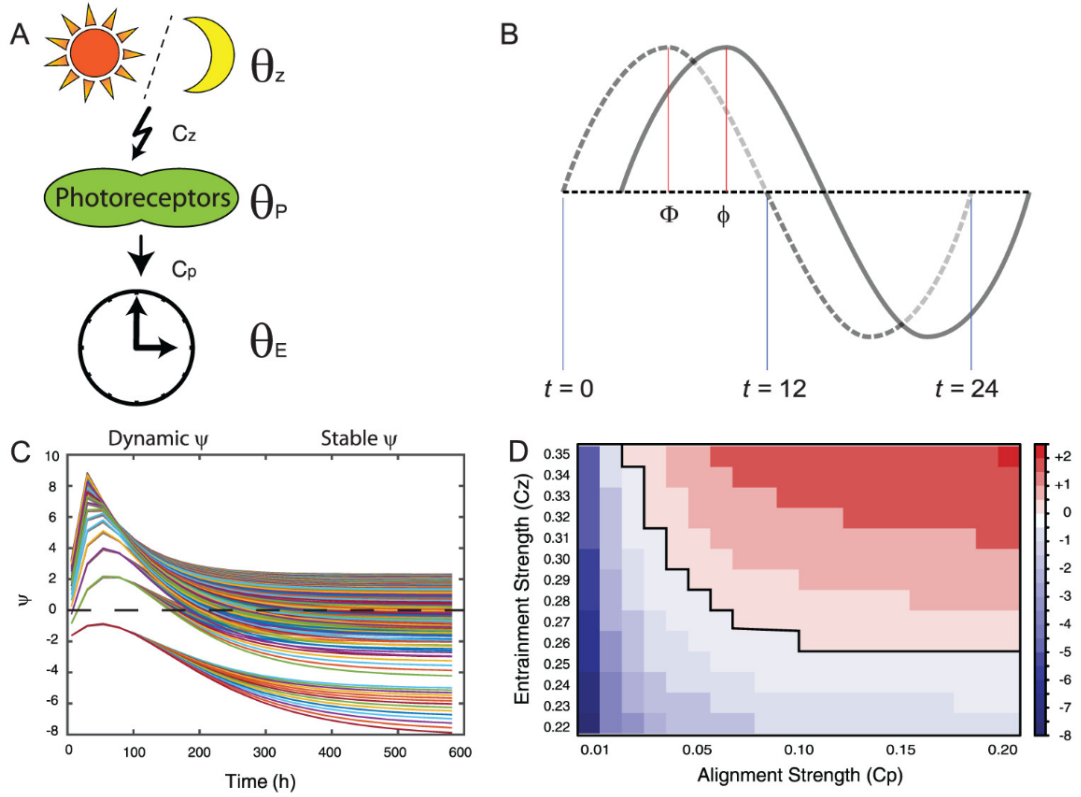 A
θz
Cz
Photoreceptors
θP
Cp
θE
B
Φ
ϕ
t = 0
t = 12
t = 24
C
Dynamic ψ
Stable ψ
10
8
6
4
2
0
-2
-4
-6
-8
ψ
0
100
200
300
400
500
600
Time (h)
D
Entrainment Strength (Cz)
0.35
0.34
0.33
0.32
0.31
0.30
0.29
0.28
0.27
0.26
0.25
0.24
0.23
0.22
0.01
0.05
0.10
0.15
0.20
Alignment Strength (Cp)
+2
+1
0
-1
-2
-3
-4
-5
-6
-7
-8